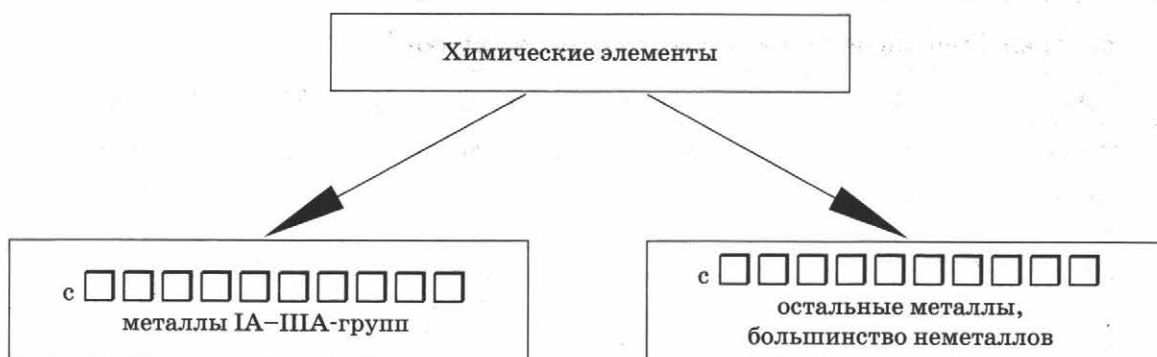 Химические элементы
с □□□□□□□□□□
металлы IA–IIIA-групп
с □□□□□□□□□□
остальные металлы,
большинство неметаллов